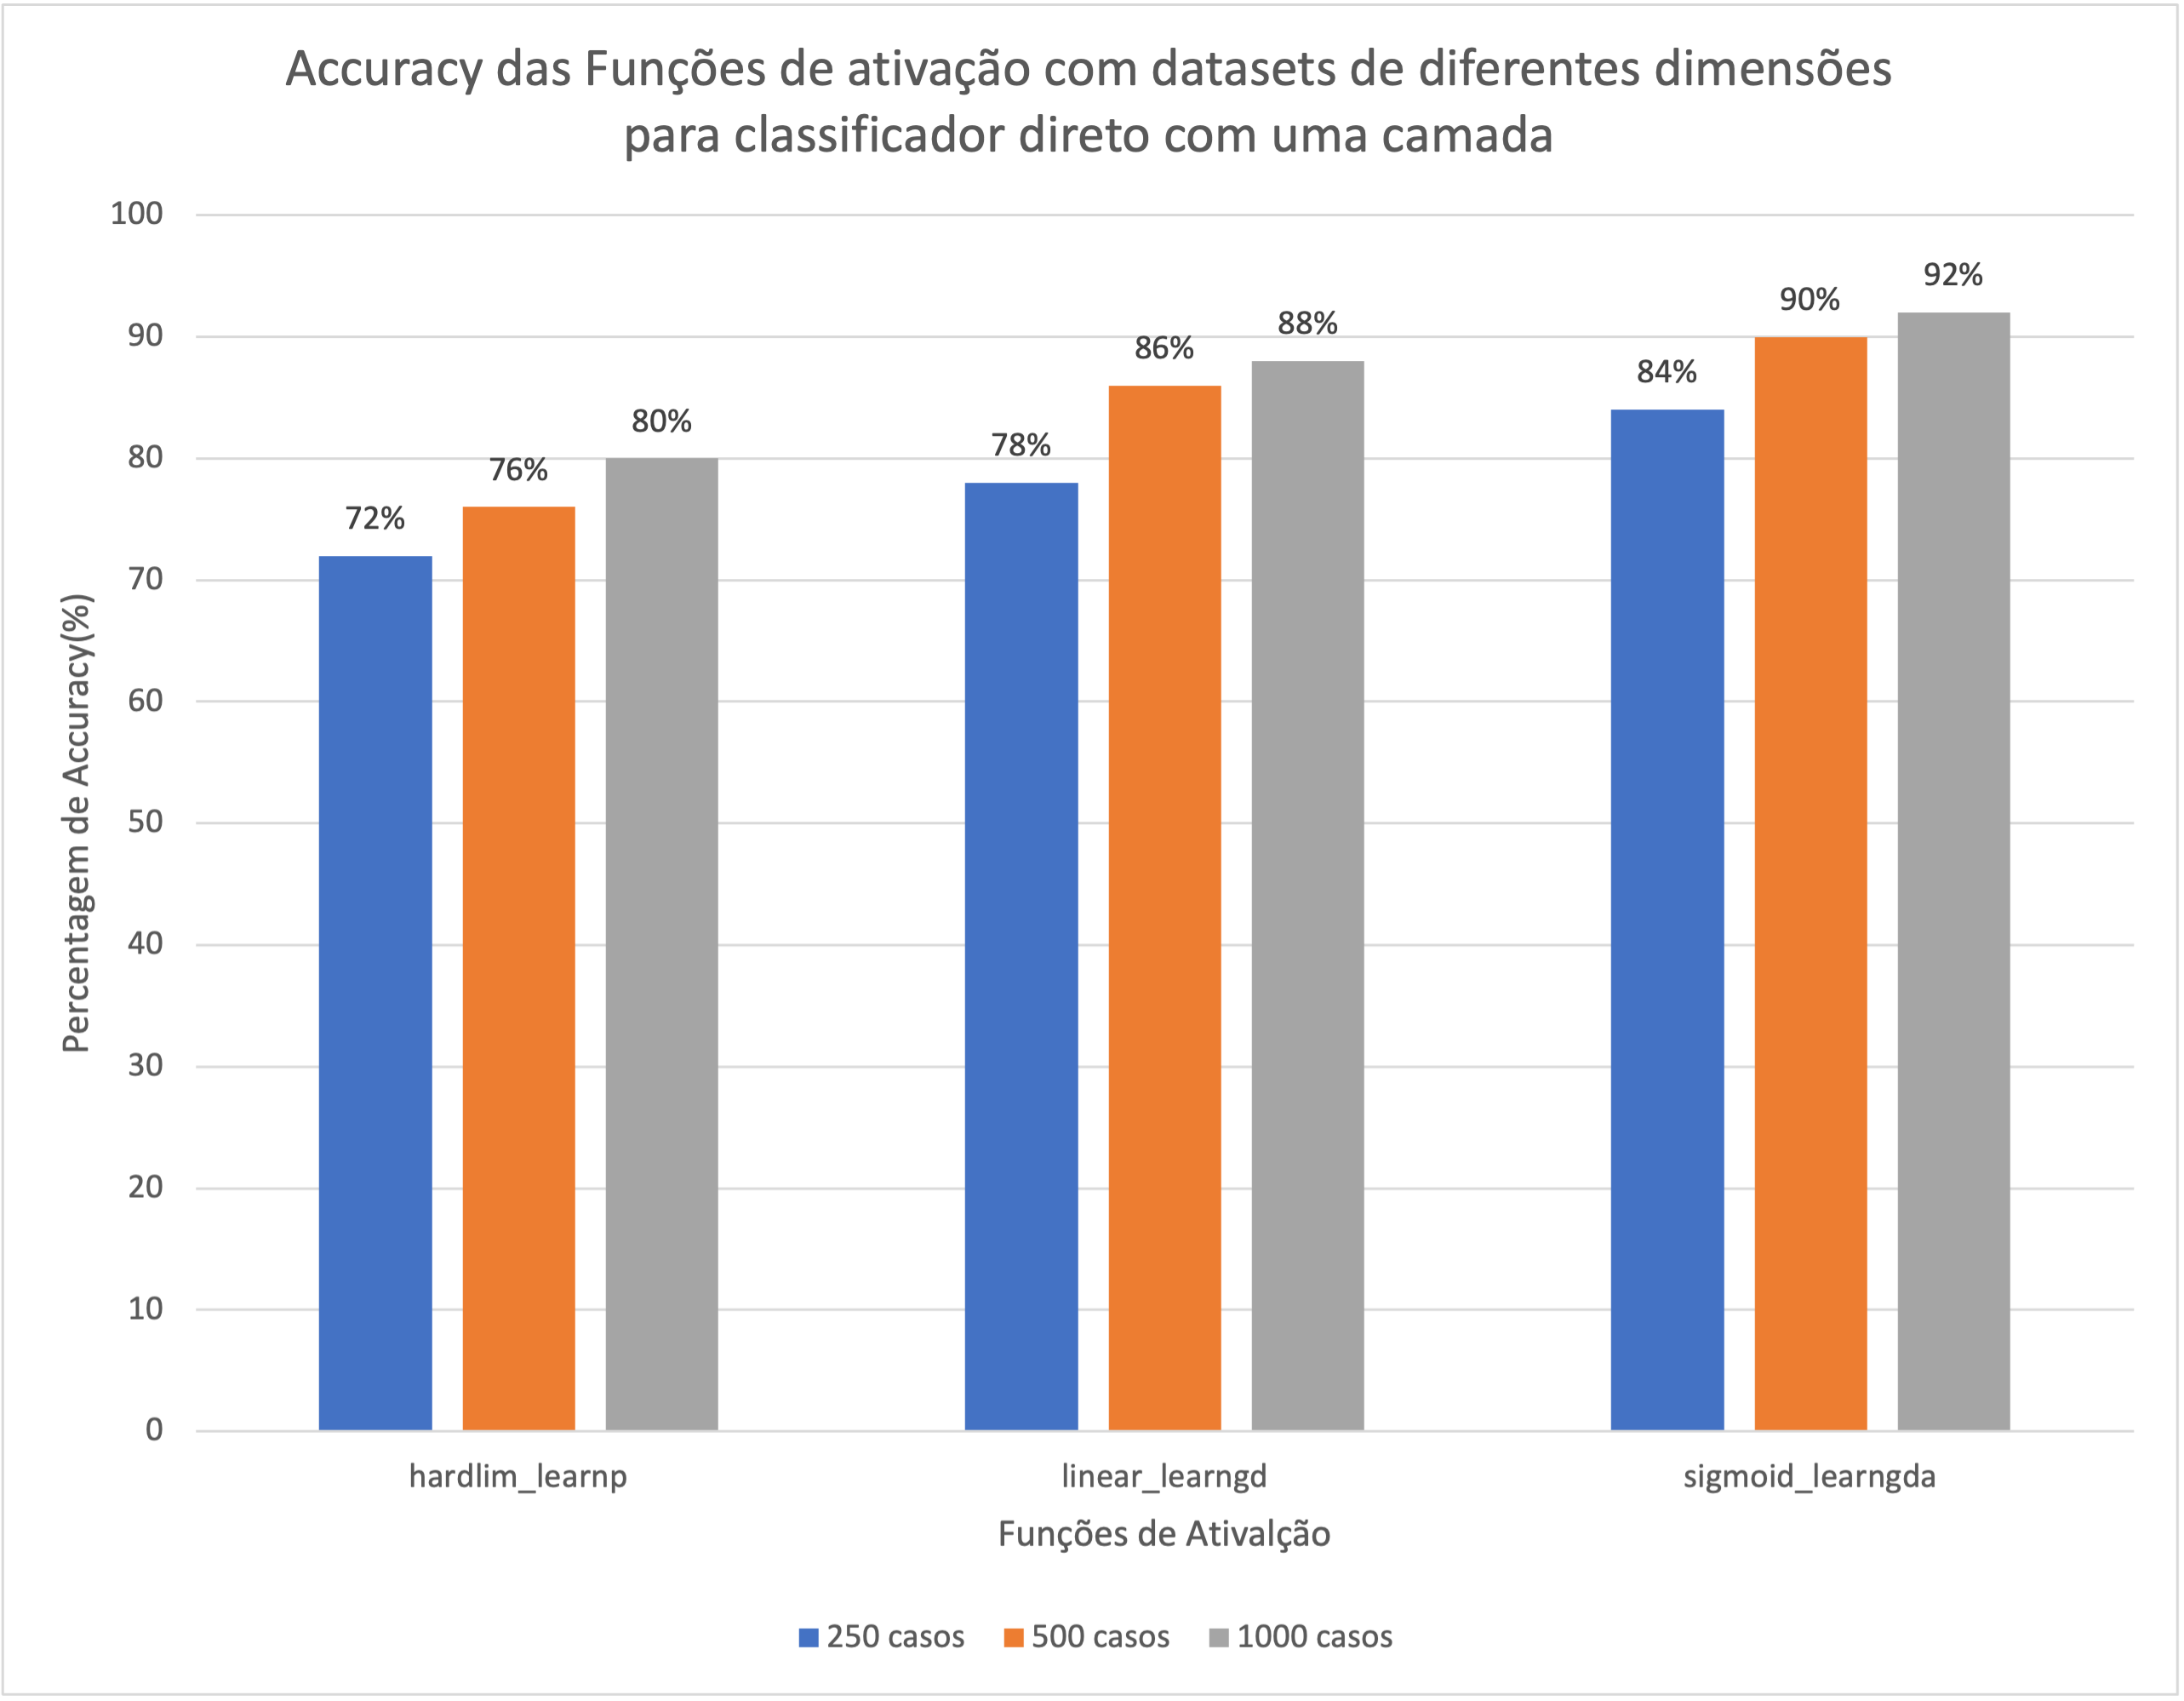 Accuracy das Funções de ativação com datasets de diferentes dimensões
para classificador direto com uma camada
Percentagem de Accuracy(%)
100
90
80
70
60
50
40
30
20
10
0
72%
76%
80%
78%
86%
88%
84%
90%
92%
hardlim_learnp
linear_learngd
sigmoid_learngda
Funções de Ativalção
250 casos
500 casos
1000 casos